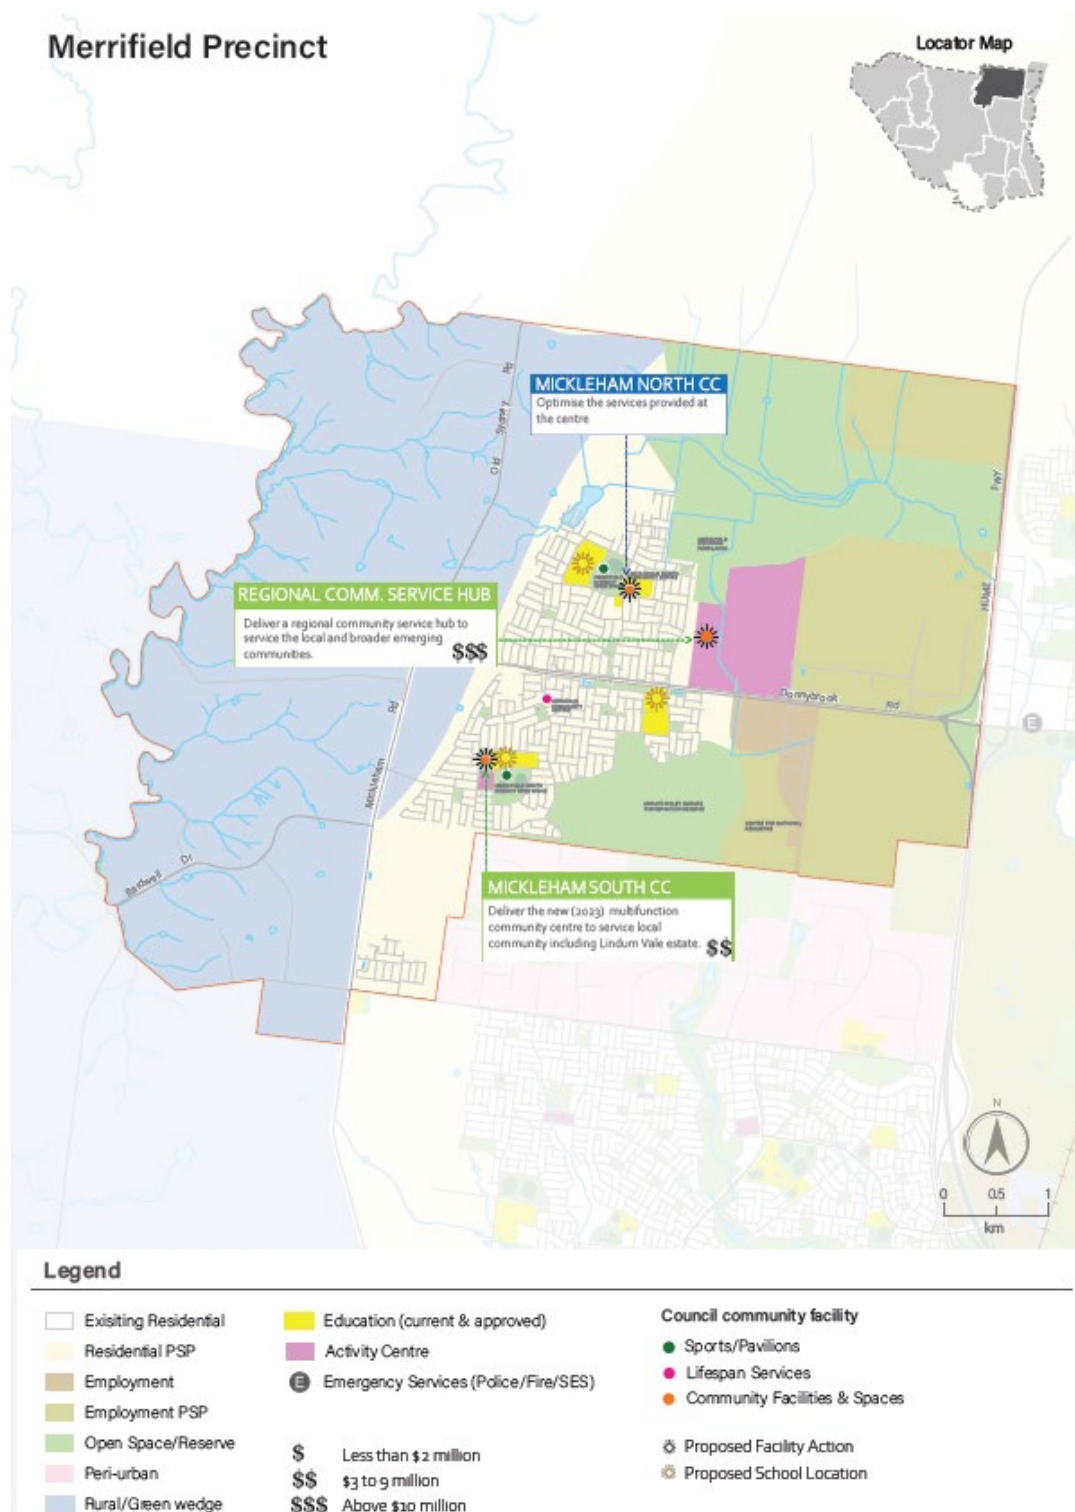 Merrifield Precinct
Locator Map
MICKLEHAM NORTH CC
Optimise the services provided at
the centre
Old Sydney Rd
FWY
HUME
REGIONAL COMM. SERVICE HUB
Deliver a regional community service hub to
service the local and broader emerging
communities.
$$$
Donnybrook Rd
E
Mickleham Rd
Bardwell Dr
MICKLEHAM SOUTH CC
Deliver the new (2023) multifunction
community centre to service local
community including Lindum Vale estate.
$$
N
0 0.5 1
km
Legend
Exisiting Residential
Residential PSP
Employment
Employment PSP
Open Space/Reserve
Peri-urban
Rural/Green wedge
Education (current & approved)
Activity Centre
E Emergency Services (Police/Fire/SES)
$ Less than $2 million
$$ $3 to 9 million
$$$ Above $10 million
Council community facility
Sports/Pavilions
Lifespan Services
Community Facilities & Spaces
Proposed Facility Action
Proposed School Location